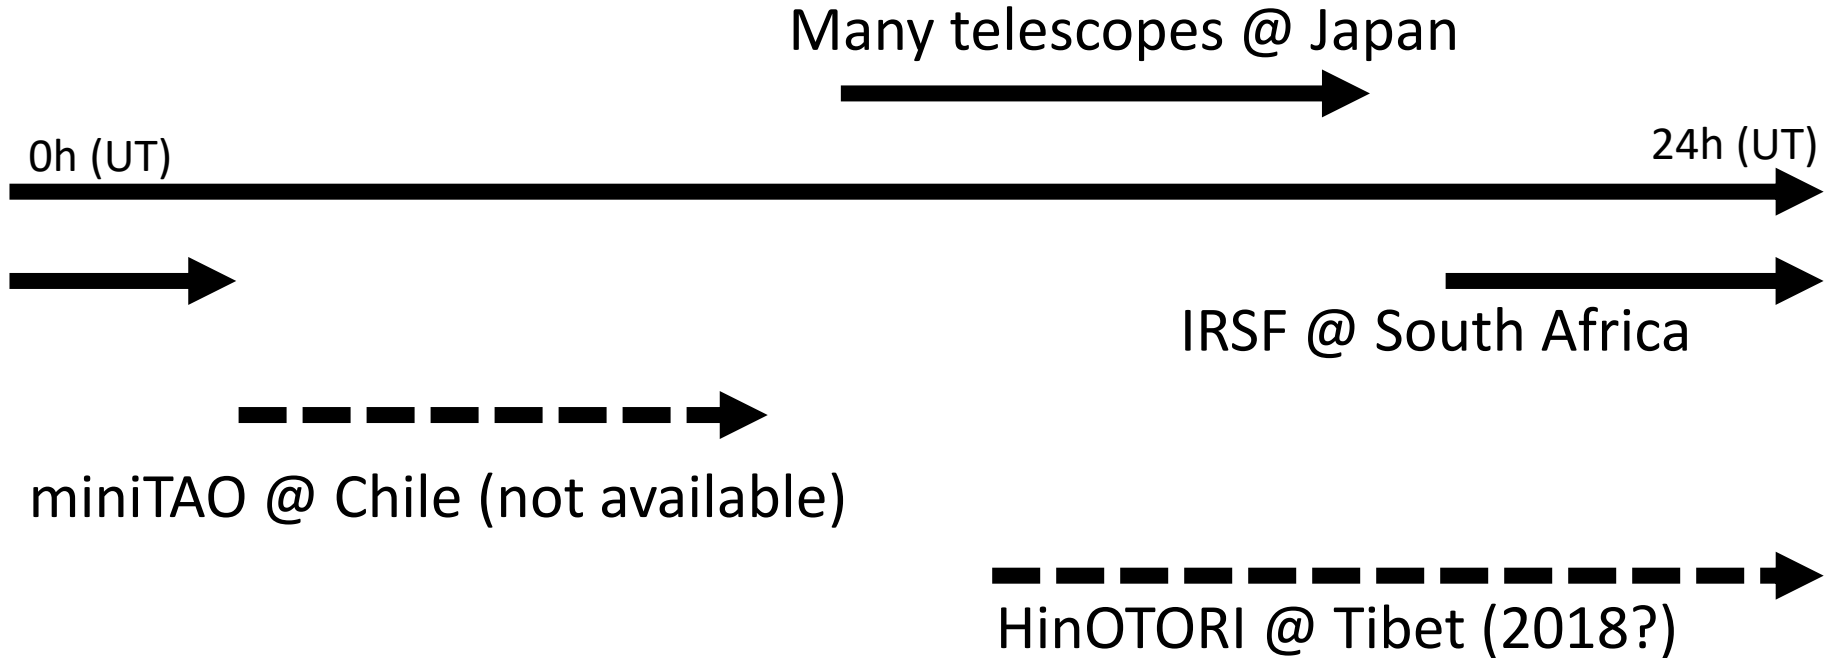 Many telescopes @ Japan
0h (UT)
24h (UT)
IRSF @ South Africa
miniTAO @ Chile (not available)
HinOTORI @ Tibet (2018?)